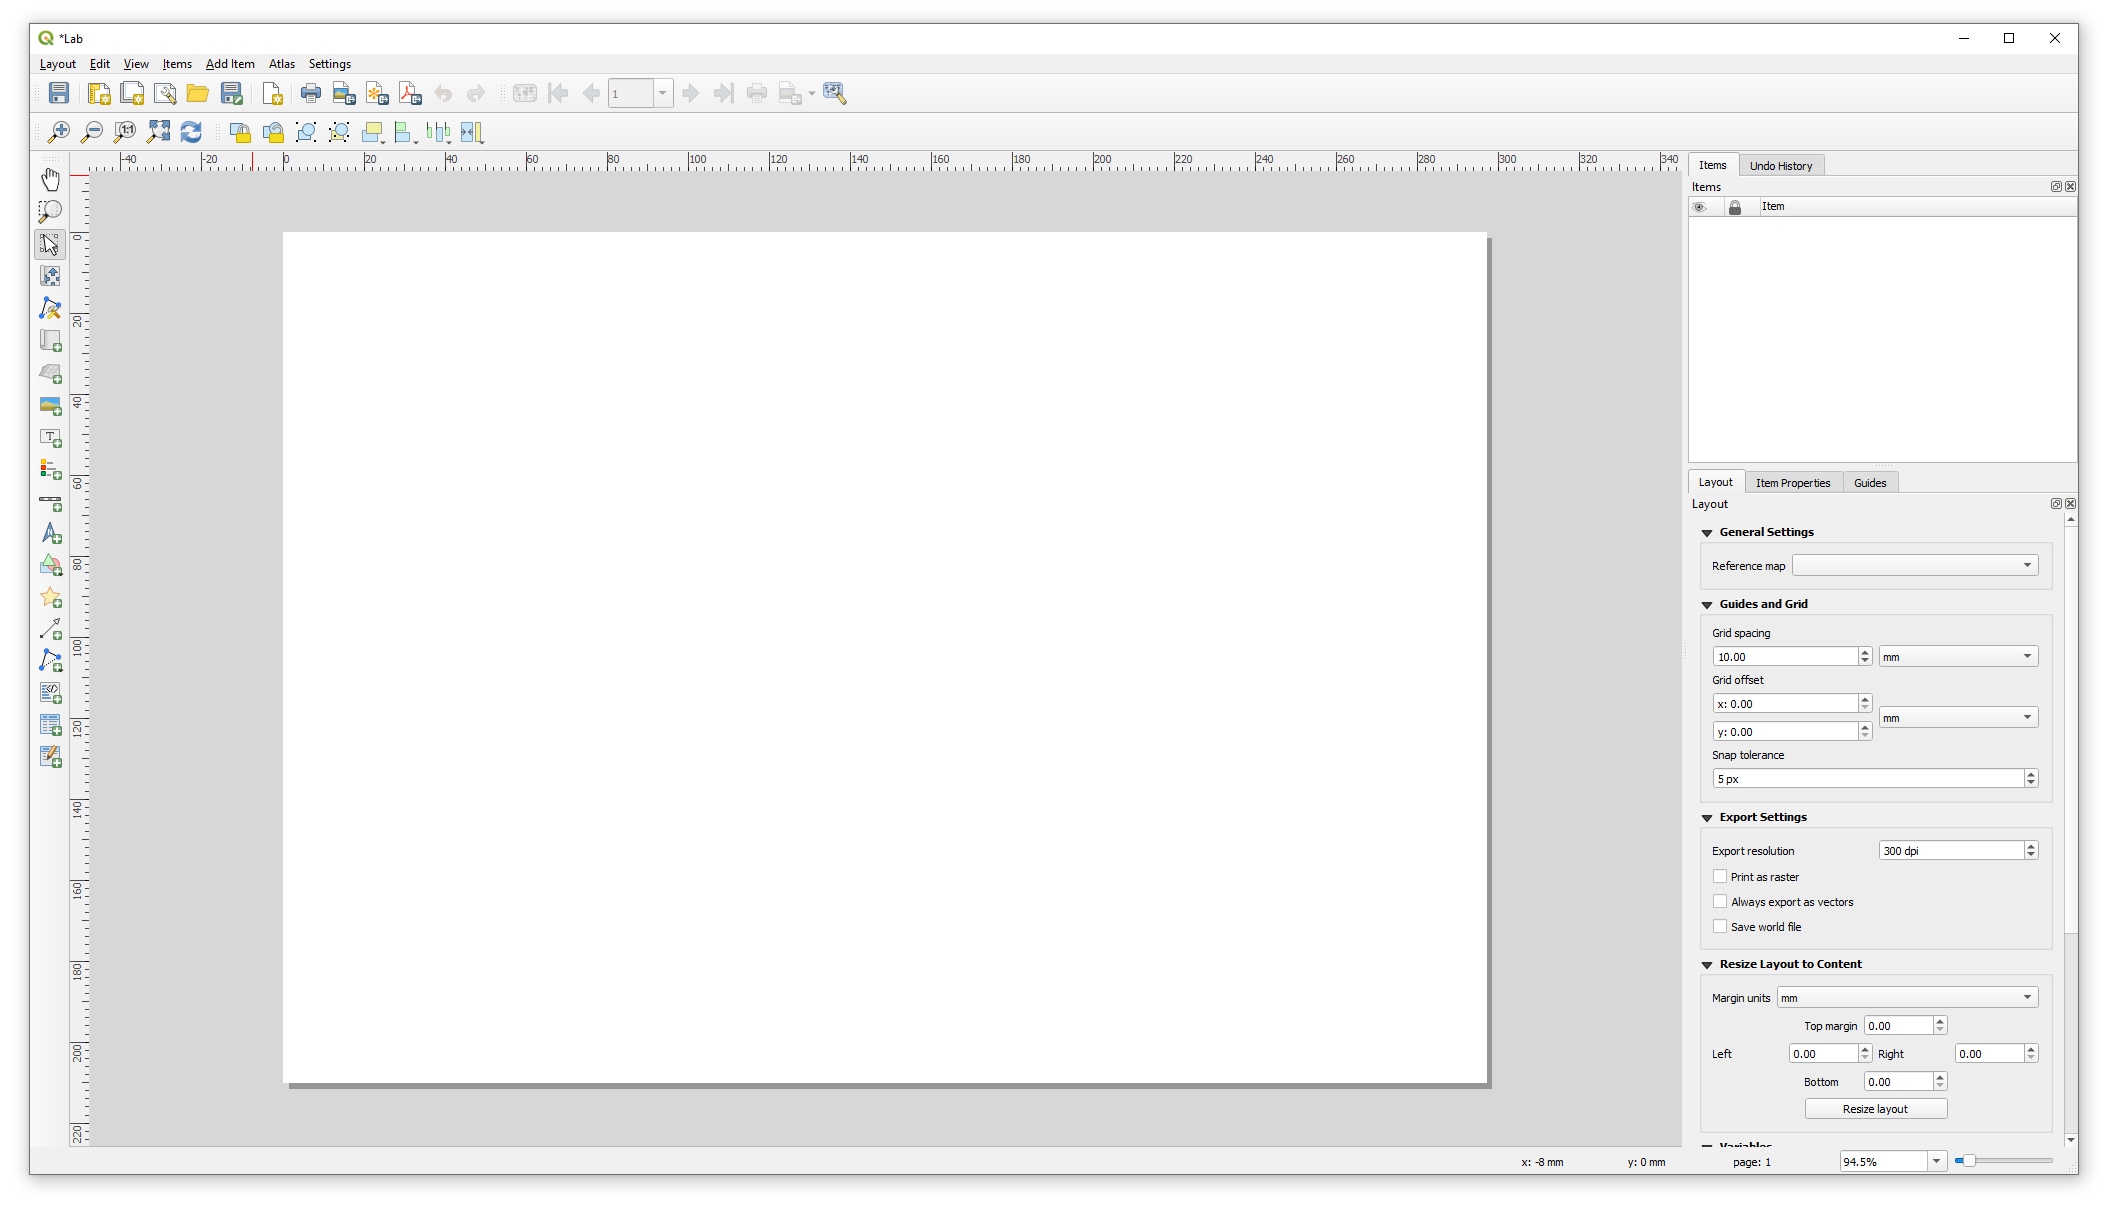 *Lab
Layout Edit View Items Add Item Atlas Settings
1
1:1
-40 -20 0 20 40 60 80 100 120 140 160 180 200 220 240 260 280 300 320 340
0
20
40
60
80
100
120
140
160
180
200
220
Items Undo History
Items
Item
Layout Item Properties Guides
Layout
General Settings
Reference map
Guides and Grid
Grid spacing
10.00 mm
Grid offset
x: 0.00
mm
y: 0.00
Snap tolerance
5 px
Export Settings
Export resolution 300 dpi
Print as raster
Always export as vectors
Save world file
Resize Layout to Content
Margin units mm
Top margin 0.00
Left 0.00 Right 0.00
Bottom 0.00
Resize layout
Variables
x: -8 mm y: 0 mm page: 1 94.5%